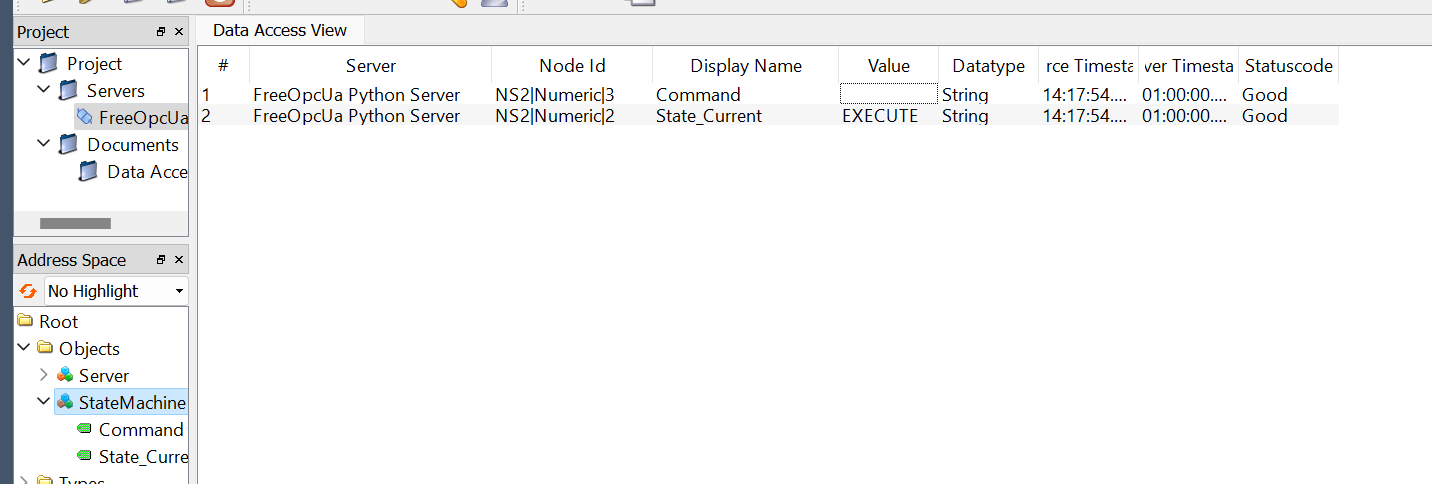 Project
Project
Servers
FreeOpcUa
Documents
Data Acce
Address Space
No Highlight
Root
Objects
Server
StateMachine
Command
State_Curre
Types
Data Access View
# Server Node Id Display Name Value Datatype rce Timesta ver Timesta Statuscode
1 FreeOpcUa Python Server NS2|Numeric|3 Command String 14:17:54.... 01:00:00.... Good
2 FreeOpcUa Python Server NS2|Numeric|2 State_Current EXECUTE String 14:17:54.... 01:00:00.... Good